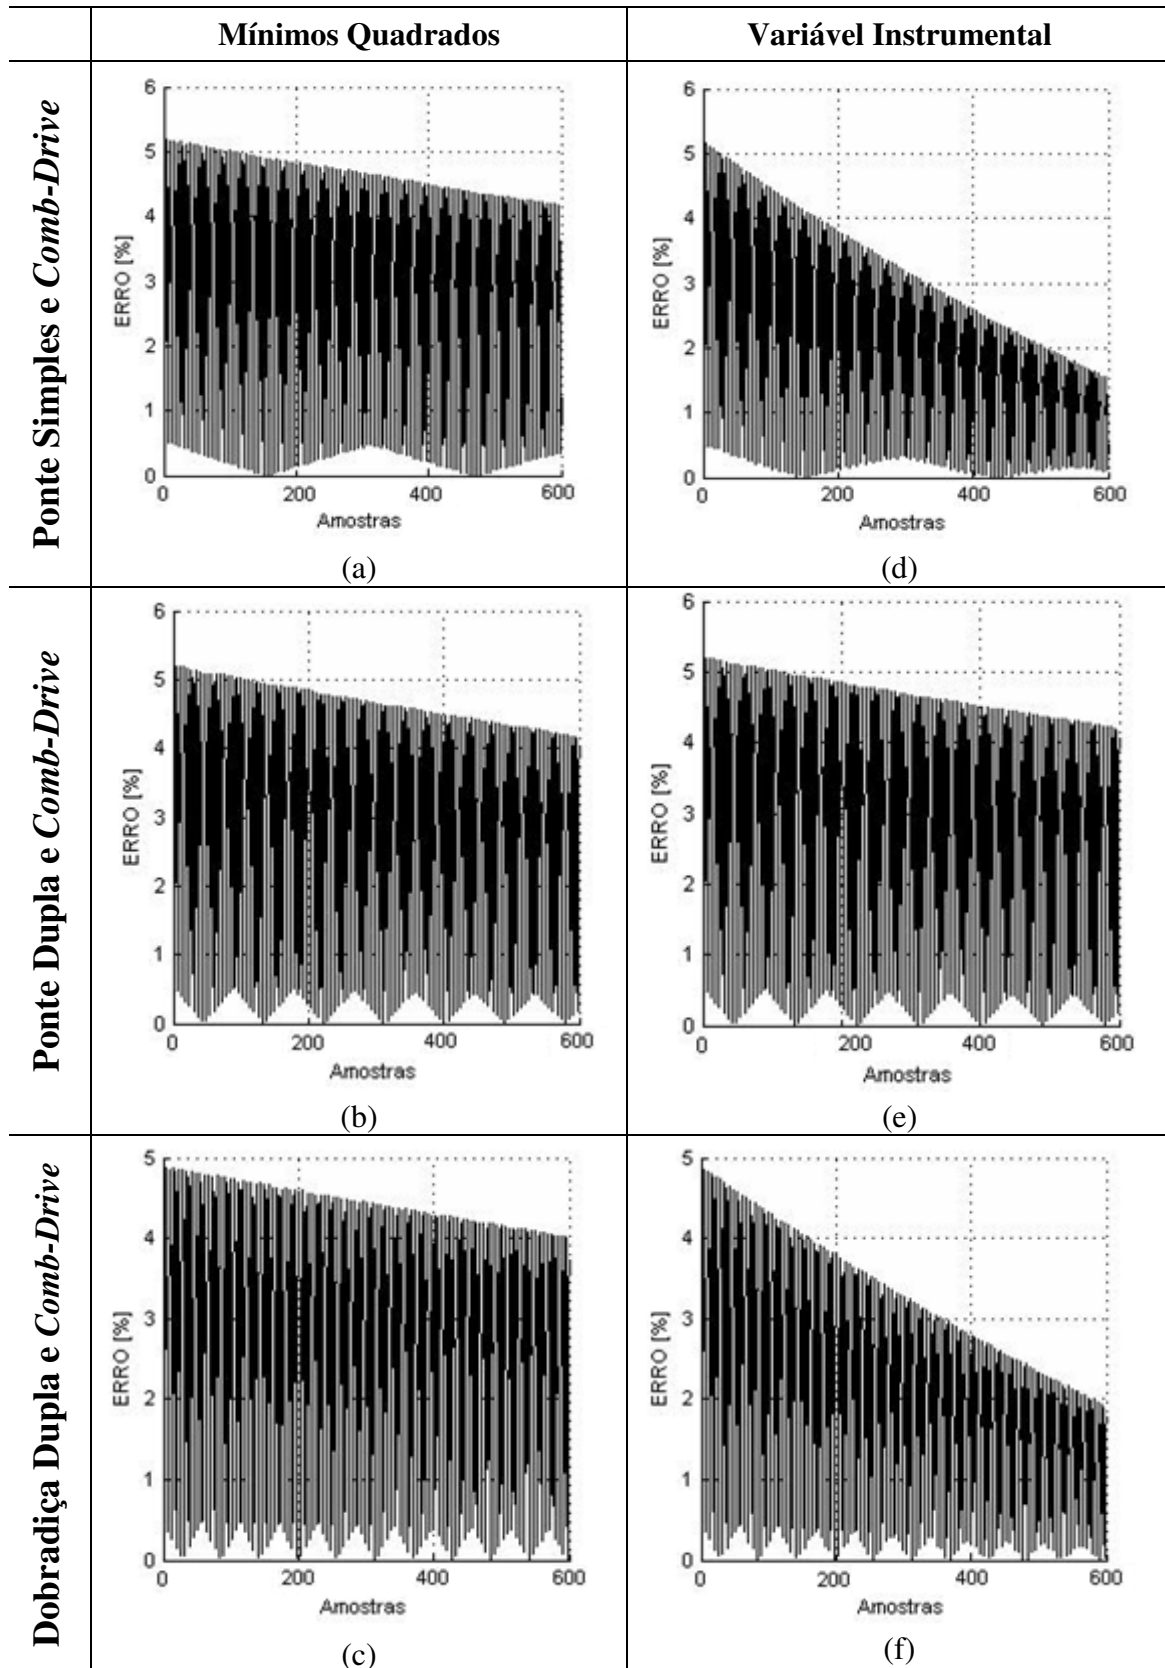 Mínimos Quadrados
Variável Instrumental
Ponte Simples e Comb-Drive
6
5
4
3
2
1
0
ERRO [%]
0 200 400 600
Amostras
(a)
6
5
4
3
2
1
0
ERRO [%]
0 200 400 600
Amostras
(d)
Ponte Dupla e Comb-Drive
6
5
4
3
2
1
0
ERRO [%]
0 200 400 600
Amostras
(b)
6
5
4
3
2
1
0
ERRO [%]
0 200 400 600
Amostras
(e)
Dobradiça Dupla e Comb-Drive
5
4
3
2
1
0
ERRO [%]
0 200 400 600
Amostras
(c)
5
4
3
2
1
0
ERRO [%]
0 200 400 600
Amostras
(f)